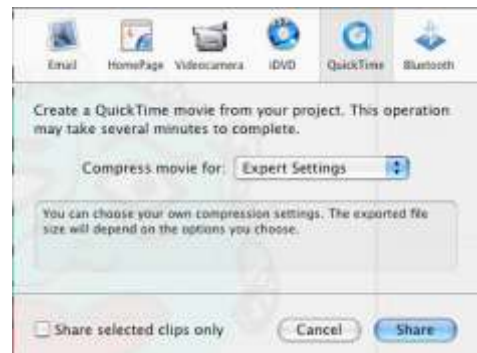 Email HomePage Videocamera iDVD QuickTime Bluetooth
Create a QuickTime movie from your project. This operation
may take several minutes to complete.
Compress movie for: Expert Settings
You can choose your own compression settings. The exported file
size will depend on the options you choose.
Share selected clips only Cancel Share